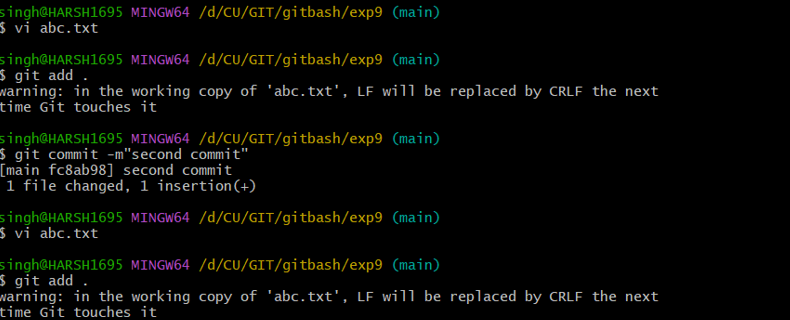 singh@HARSH1695 MINGW64 /d/CU/GIT/gitbash/exp9 (main)
$ vi abc.txt
singh@HARSH1695 MINGW64 /d/CU/GIT/gitbash/exp9 (main)
$ git add .
warning: in the working copy of 'abc.txt', LF will be replaced by CRLF the next
time Git touches it
singh@HARSH1695 MINGW64 /d/CU/GIT/gitbash/exp9 (main)
$ git commit -m"second commit"
[main fc8ab98] second commit
1 file changed, 1 insertion(+)
singh@HARSH1695 MINGW64 /d/CU/GIT/gitbash/exp9 (main)
$ vi abc.txt
singh@HARSH1695 MINGW64 /d/CU/GIT/gitbash/exp9 (main)
$ git add .
warning: in the working copy of 'abc.txt', LF will be replaced by CRLF the next
time Git touches it